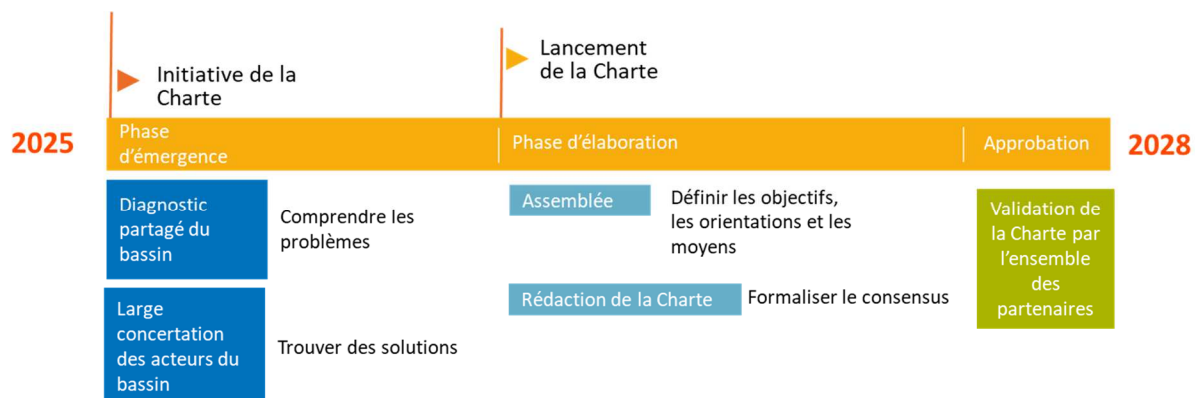 Initiative de la
Charte
Lancement
de la Charte
2025
Phase
d'émergence
Phase d'élaboration
Approbation
2028
Diagnostic
partagé du
bassin
Comprendre les
problèmes
Assemblée
Définir les objectifs,
les orientations et les
moyens
Validation de
la Charte par
l'ensemble
des
partenaires
Rédaction de la Charte
Formaliser le consensus
Large
concertation
des acteurs du
bassin
Trouver des solutions